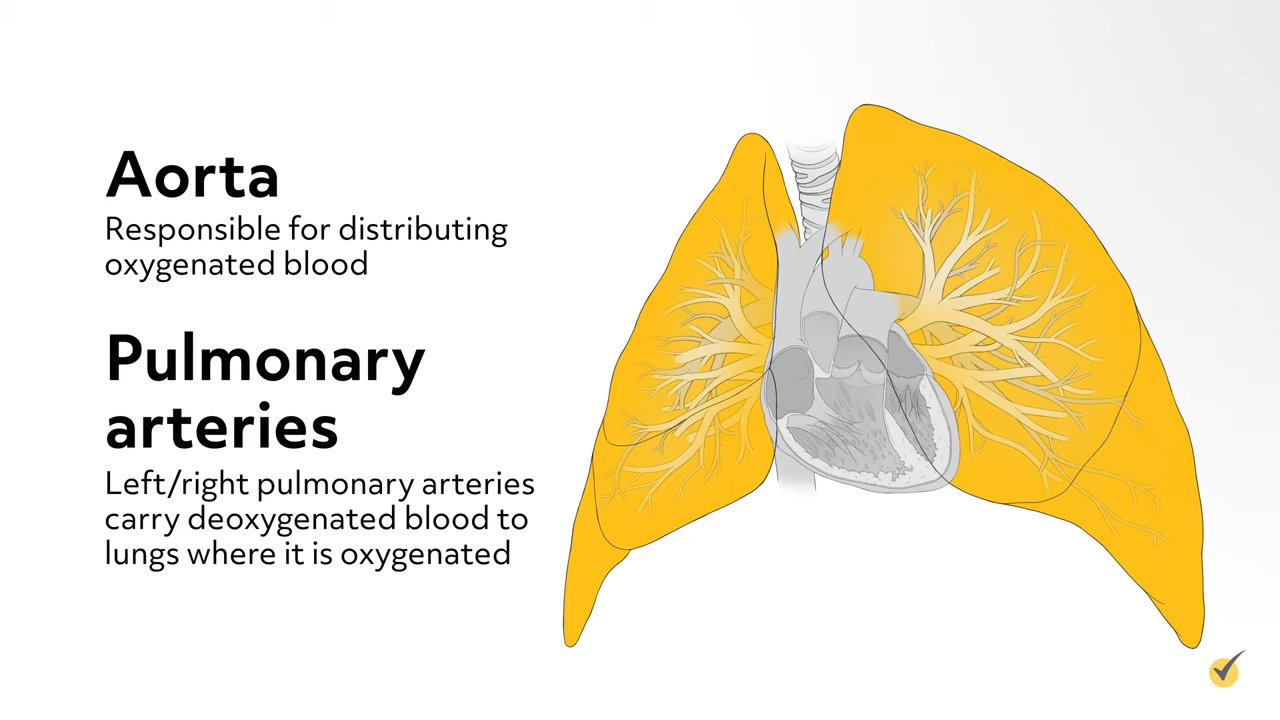 Aorta
Responsible for distributing
oxygenated blood
Pulmonary
arteries
Left/right pulmonary arteries
carry deoxygenated blood to
lungs where it is oxygenated